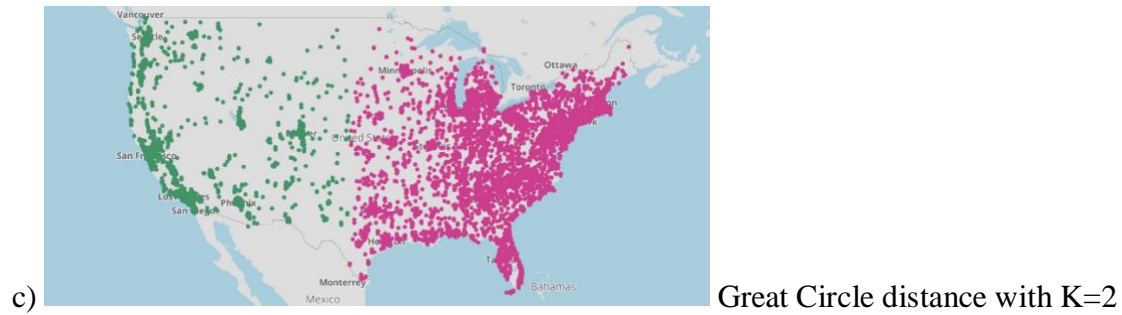 Vancouver
Seattle
Ottawa
Minneapolis
Toronto
United States
San Francisco
Los Angeles
Phoenix
San Diego
Houston
Monterrey
Bahamas
Mexico
c) Great Circle distance with K=2